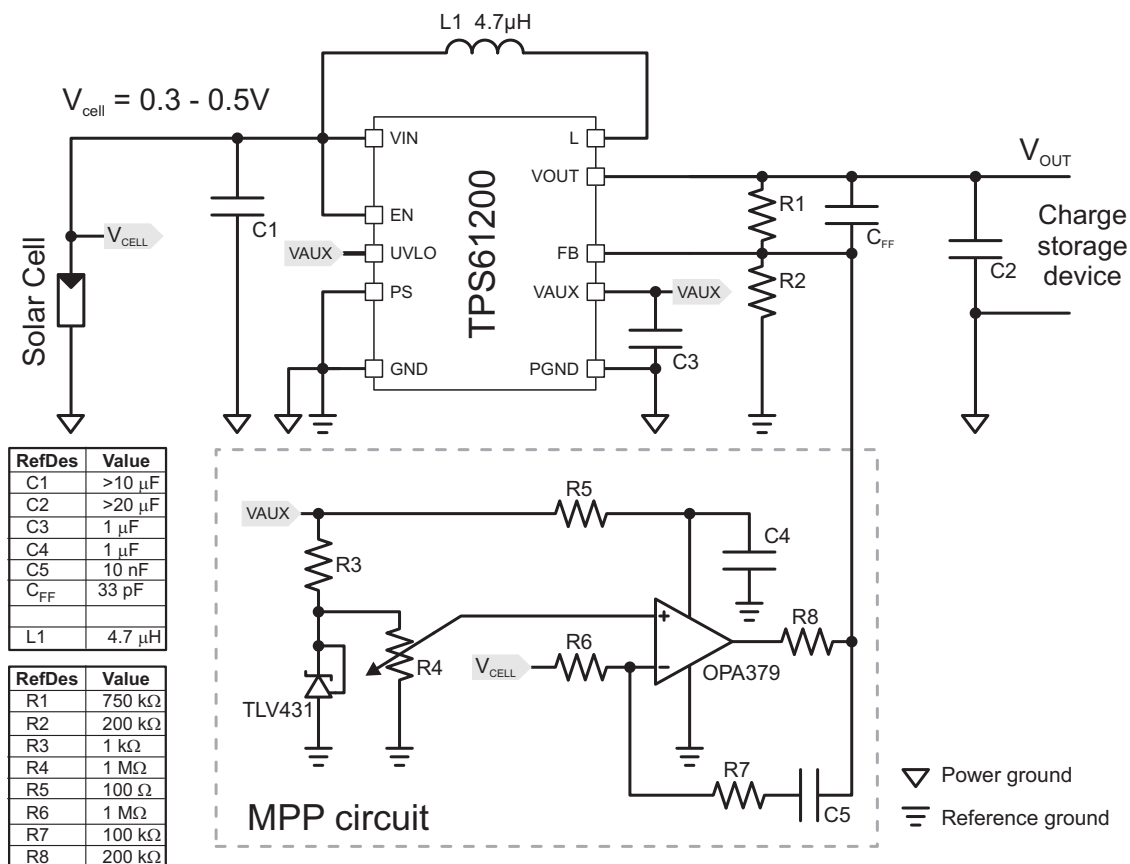 L1 4.7µH
V_cell = 0.3 - 0.5V
VIN
L
VOUT
V_OUT
R1
C_FF
TPS61200
EN
C1
V_CELL
Charge
storage
device
VAUX
UVLO
FB
C2
R2
PS
VAUX
VAUX
Solar Cell
C3
GND
PGND
RefDes Value
C1 >10 µF
C2 >20 µF
C3 1 µF
C4 1 µF
C5 10 nF
C_FF 33 pF
L1 4.7 µH
RefDes Value
R1 750 kΩ
R2 200 kΩ
R3 1 kΩ
R4 1 MΩ
R5 100 Ω
R6 1 MΩ
R7 100 kΩ
R8 200 kΩ
R5
VAUX
C4
R3
+
R8
R6
R4
V_CELL
−
OPA379
TLV431
R7
C5
MPP circuit
Power ground
Reference ground